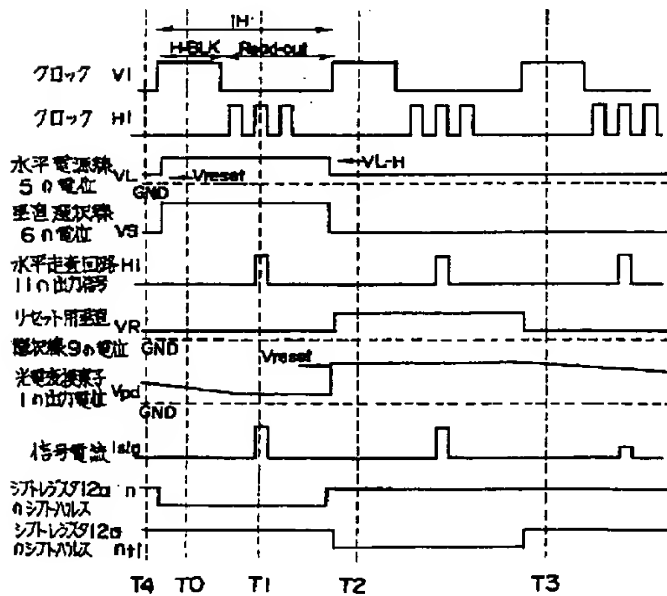 1H
H-BLK Read-out
クロック V1
クロック H1
水平電源線
5の電位 VL
VL-H
Vreset
GND
垂直選択線
6の電位 VS
水平走査回路 Hi
11の出力信号
リセット用垂直 VR
選択線9の電位 GND
Vreset
光電変換素子
1の出力電位 Vpd
GND
信号電流 Isig
シフトレジスタ12a n
のシフトパルス
シフトレジスタ12a
のシフトパルス n+1
T4 T0 T1 T2 T3